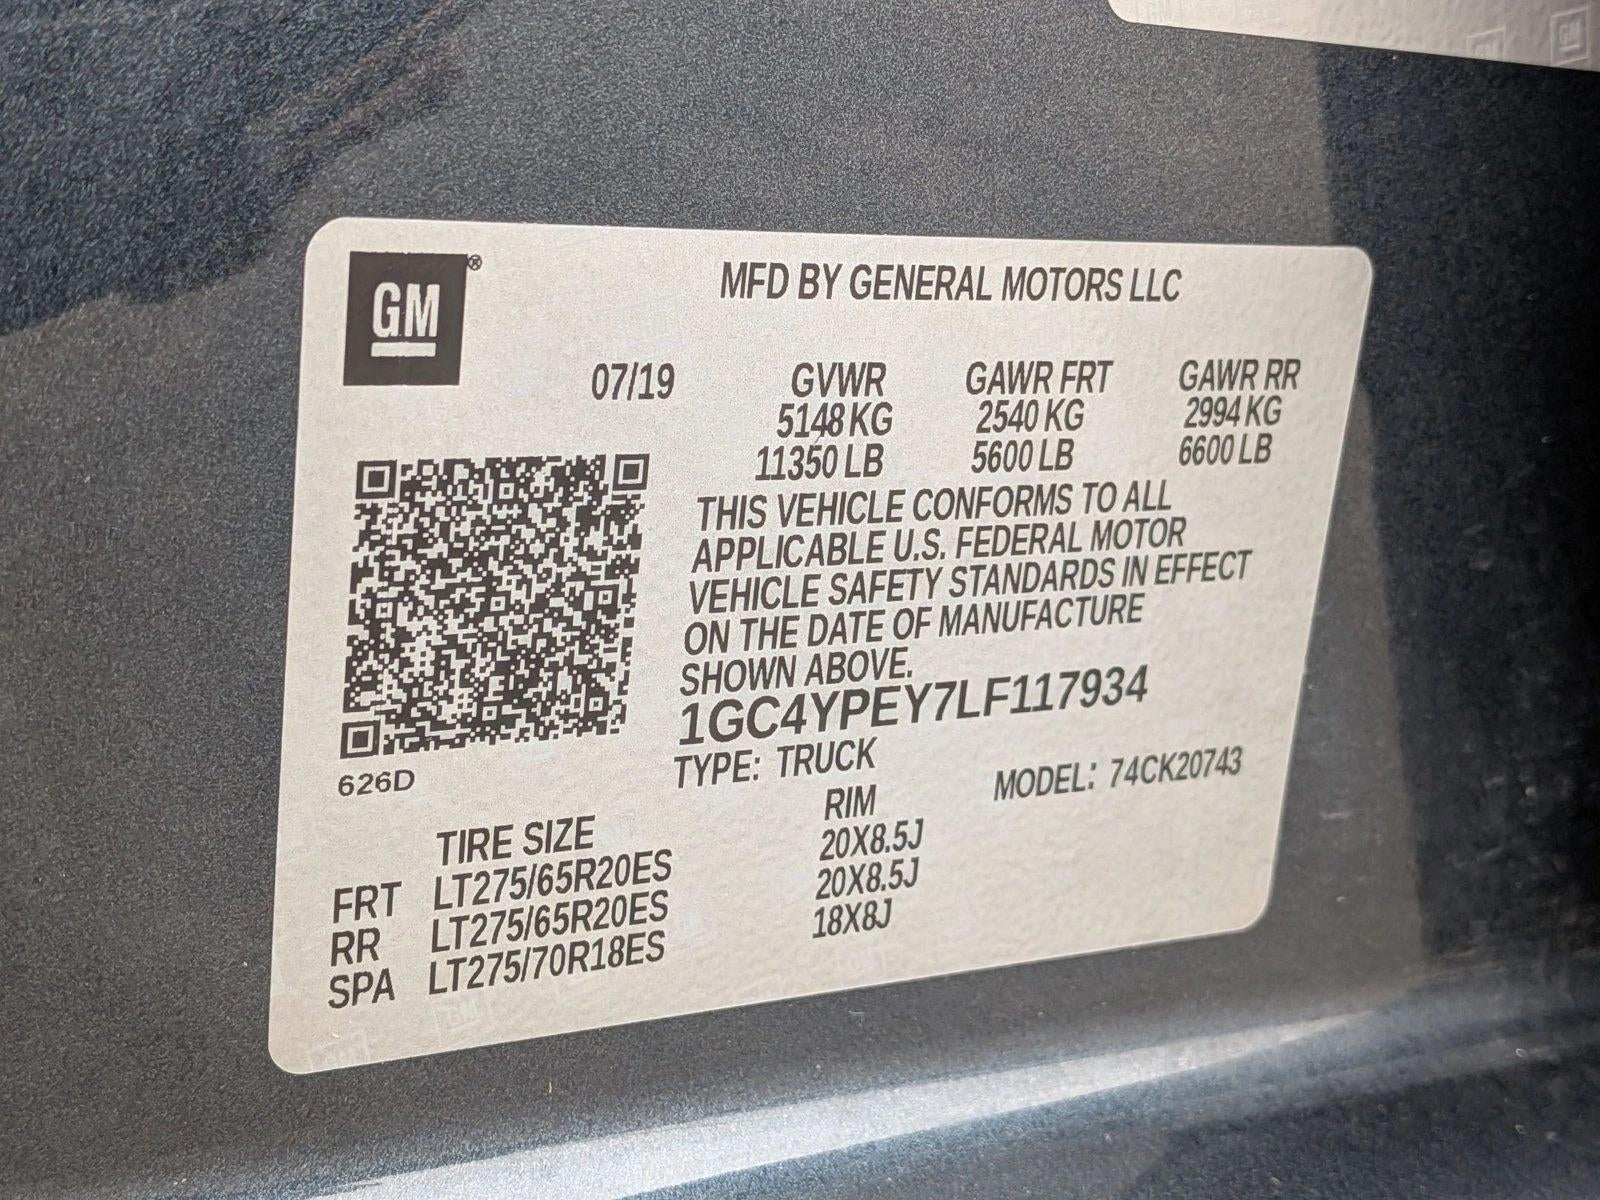 GM®
MFD BY GENERAL MOTORS LLC
07/19 GVWR GAWR FRT GAWR RR
5148 KG 2540 KG 2994 KG
11350 LB 5600 LB 6600 LB
THIS VEHICLE CONFORMS TO ALL
APPLICABLE U.S. FEDERAL MOTOR
VEHICLE SAFETY STANDARDS IN EFFECT
ON THE DATE OF MANUFACTURE
SHOWN ABOVE.
1GC4YPEY7LF117934
TYPE: TRUCK MODEL: 74CK20743
626D
TIRE SIZE RIM
FRT LT275/65R20ES 20X8.5J
RR LT275/65R20ES 20X8.5J
SPA LT275/70R18ES 18X8J
GM
GM